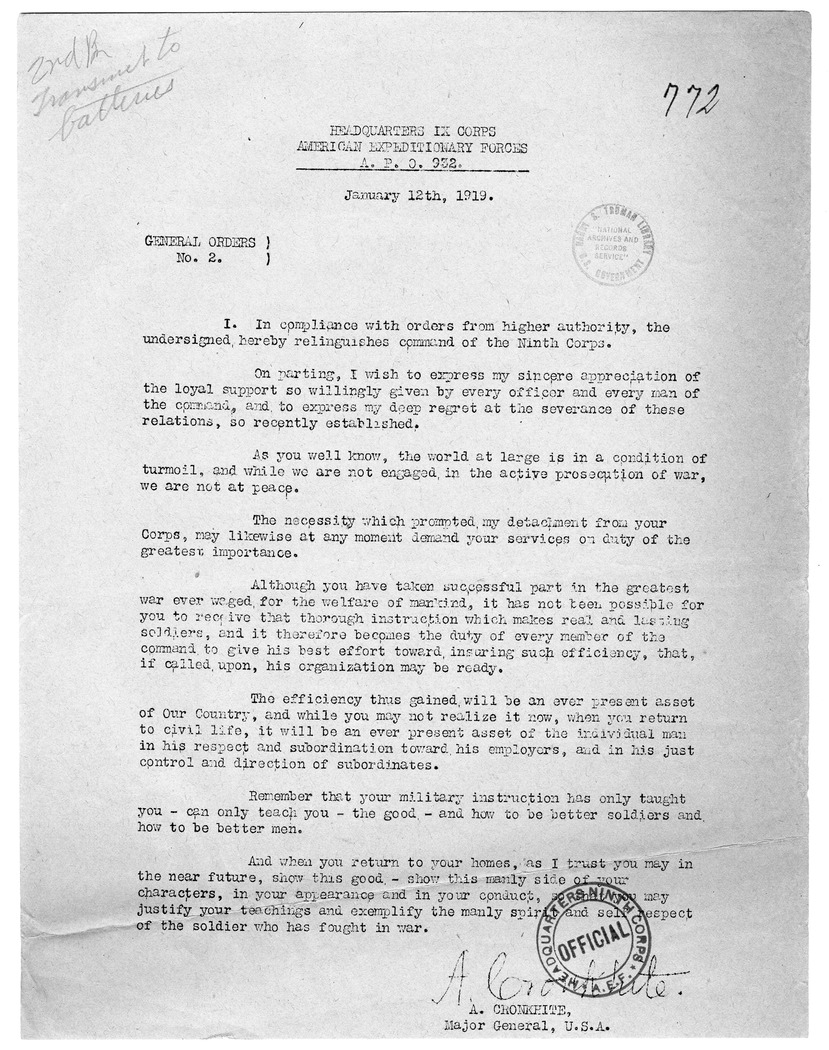 2nd Bn
Transmit to
batteries
772
HEADQUARTERS IX CORPS
AMERICAN EXPEDITIONARY FORCES
A. P. O. 932.
January 12th, 1919.
HARRY S. TRUMAN LIBRARY
"NATIONAL
ARCHIVES AND
RECORDS
SERVICE"
U.S. GOVERNMENT
GENERAL ORDERS )
No. 2. )
I. In compliance with orders from higher authority, the
undersigned, hereby relinguishes command of the Ninth Corps.
On parting, I wish to express my sincere appreciation of
the loyal support so willingly given by every officer and every man of
the command, and, to express my deep regret at the severance of these
relations, so recently established.
As you well know, the world at large is in a condition of
turmoil, and while we are not engaged, in the active prosecution of war,
we are not at peace.
The necessity which prompted, my detachment from your
Corps, may likewise at any moment demand your services on duty of the
greatest importance.
Although you have taken successful part in the greatest
war ever waged, for the welfare of mankind, it has not been possible for
you to receive that thorough instruction which makes real and lasting
soldiers, and it therefore becomes the duty of every member of the
command to give his best effort toward, insuring such efficiency, that,
if called, upon, his organization may be ready.
The efficiency thus gained, will be an ever present asset
of Our Country, and while you may not realize it now, when you return
to civil life, it will be an ever present asset of the individual man
in his respect and subordination toward, his employers, and in his just
control and direction of subordinates.
Remember that your military instruction has only taught
you - can only teach you - the good, - and how to be better soldiers and,
how to be better men.
And when you return to your homes, as I trust you may in
the near future, show this good, - show this manly side of your
characters, in your appearance and in your conduct, so that you may
justify your teachings and exemplify the manly spirit and self respect
of the soldier who has fought in war.
HEADQUARTERS NINTH CORPS
OFFICIAL
A.E.F.
A. Cronkhite.
A. CRONKHITE,
Major General, U.S.A.